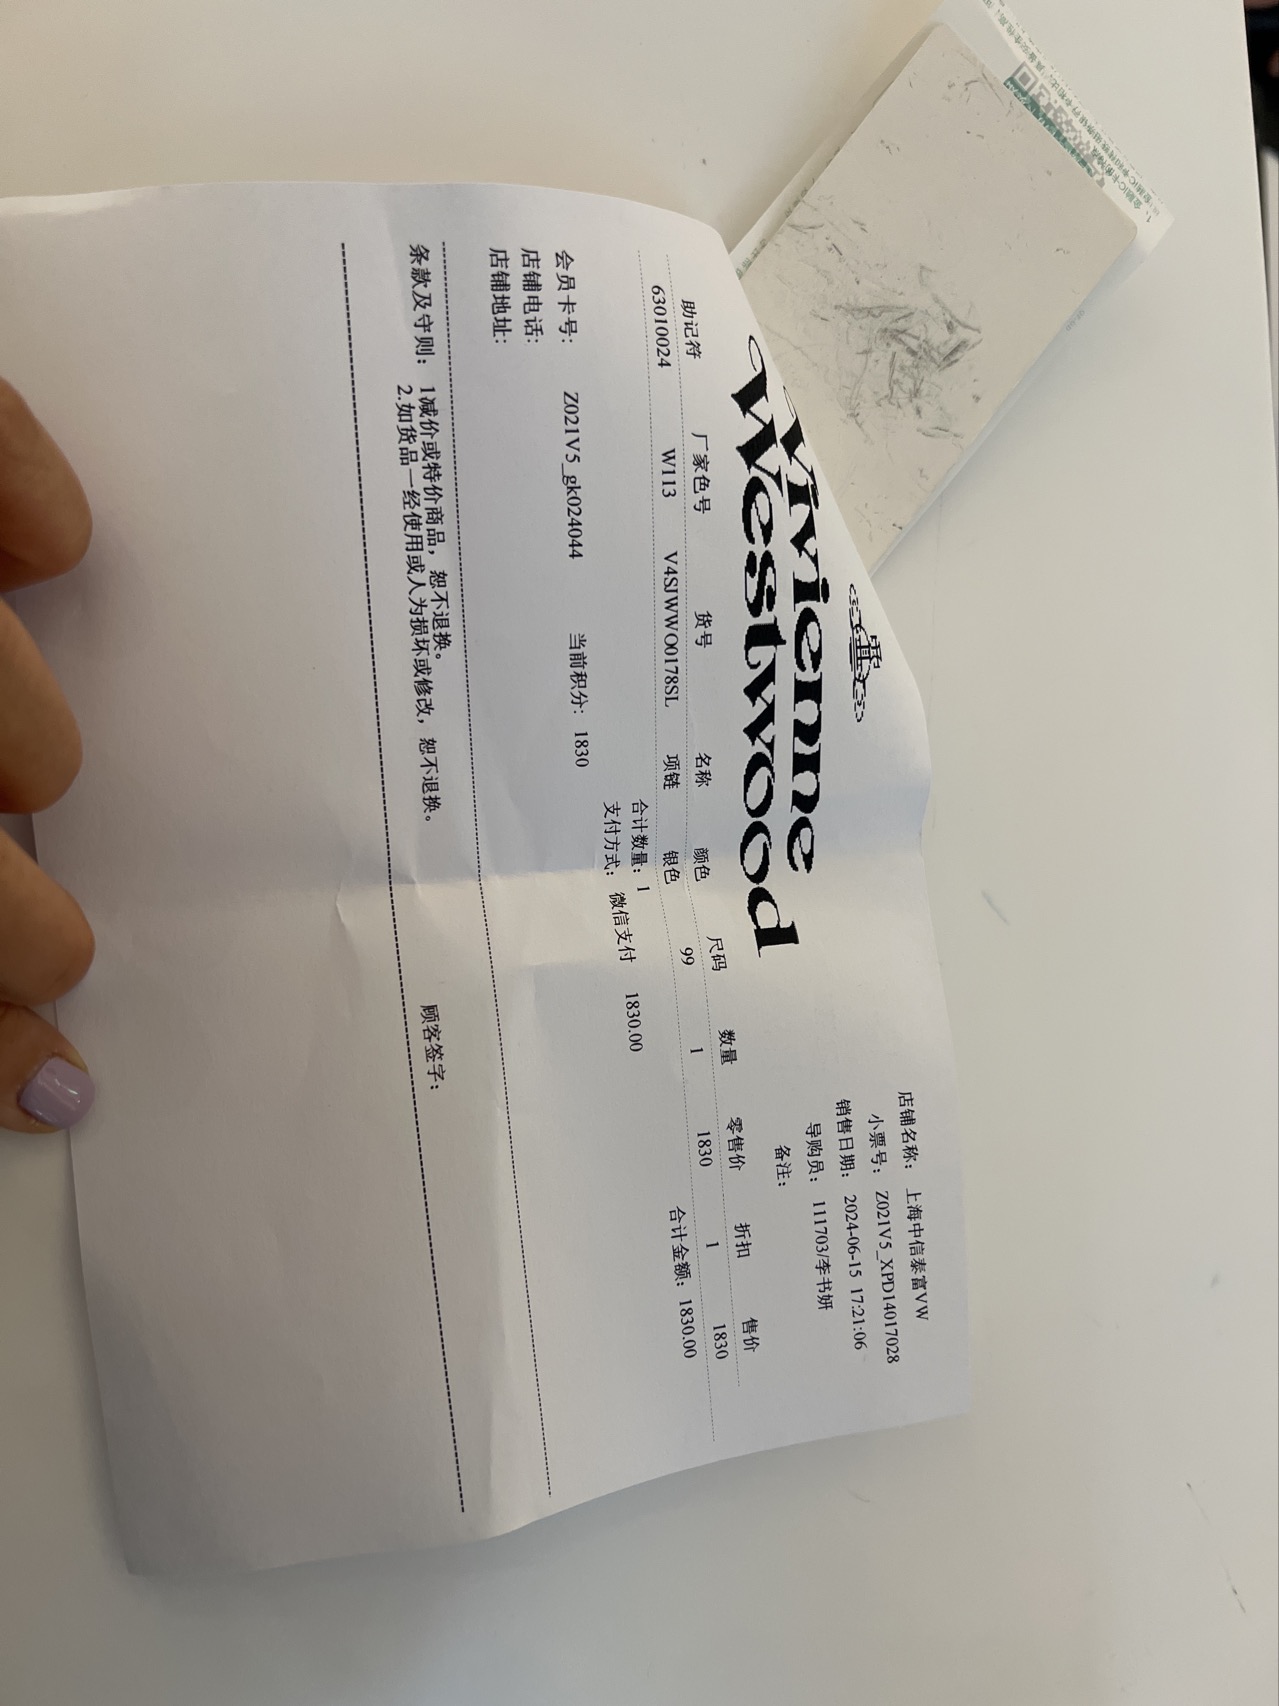 Vivienne
Westwood
店铺名称： 上海中信泰富VW
小票号： Z021V5_XPD14017028
销售日期： 2024-06-15 17:21:06
导购员： 111703/李书妍
备注：
助记符 厂家色号 货号 名称 颜色 尺码 数量 零售价 折扣 售价
63010024 W113 V4SJWWO0178SL 项链 银色 99 1 1830 1 1830
合计数量：1 合计金额：1830.00
支付方式： 微信支付 1830.00
会员卡号： Z021V5_gk024044 当前积分：1830
店铺电话：
店铺地址：
条款及守则： 1减价或特价商品，恕不退换。
2.如货品一经使用或人为损坏或修改，恕不退换。
顾客签字：